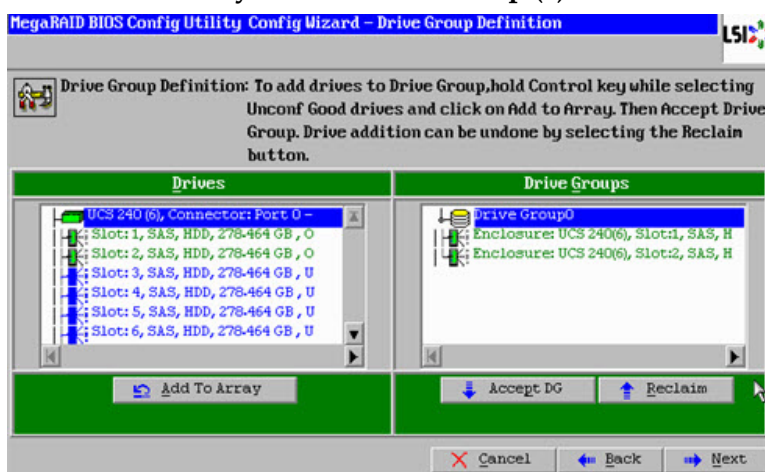 MegaRAID BIOS Config Utility Config Wizard – Drive Group Definition
LSI
Drive Group Definition: To add drives to Drive Group,hold Control key while selecting
Unconf Good drives and click on Add to Array. Then Accept Drive
Group. Drive addition can be undone by selecting the Reclaim
button.
Drives
UCS 240 (6), Connector: Port 0 –
Slot: 1, SAS, HDD, 278.464 GB , O
Slot: 2, SAS, HDD, 278.464 GB , O
Slot: 3, SAS, HDD, 278.464 GB , U
Slot: 4, SAS, HDD, 278.464 GB , U
Slot: 5, SAS, HDD, 278.464 GB , U
Slot: 6, SAS, HDD, 278.464 GB , U
Add To Array
Drive Groups
Drive Group0
Enclosure: UCS 240(6), Slot:1, SAS, H
Enclosure: UCS 240(6), Slot:2, SAS, H
Accept DG
Reclaim
Cancel
Back
Next